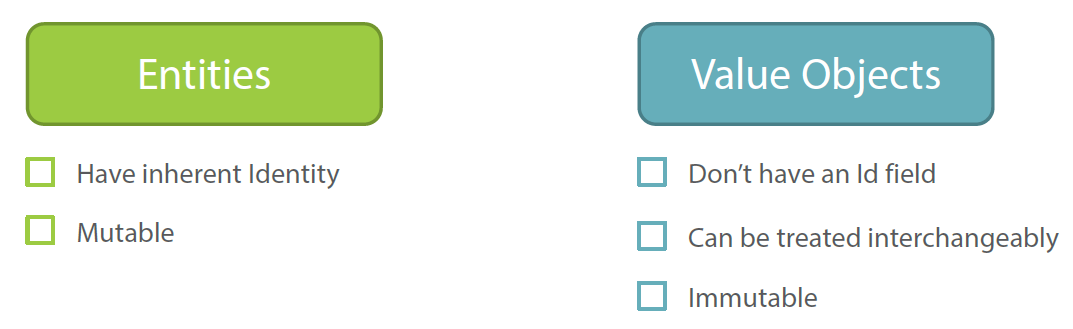 Entities
Have inherent Identity
Mutable
Value Objects
Don’t have an Id field
Can be treated interchangeably
Immutable